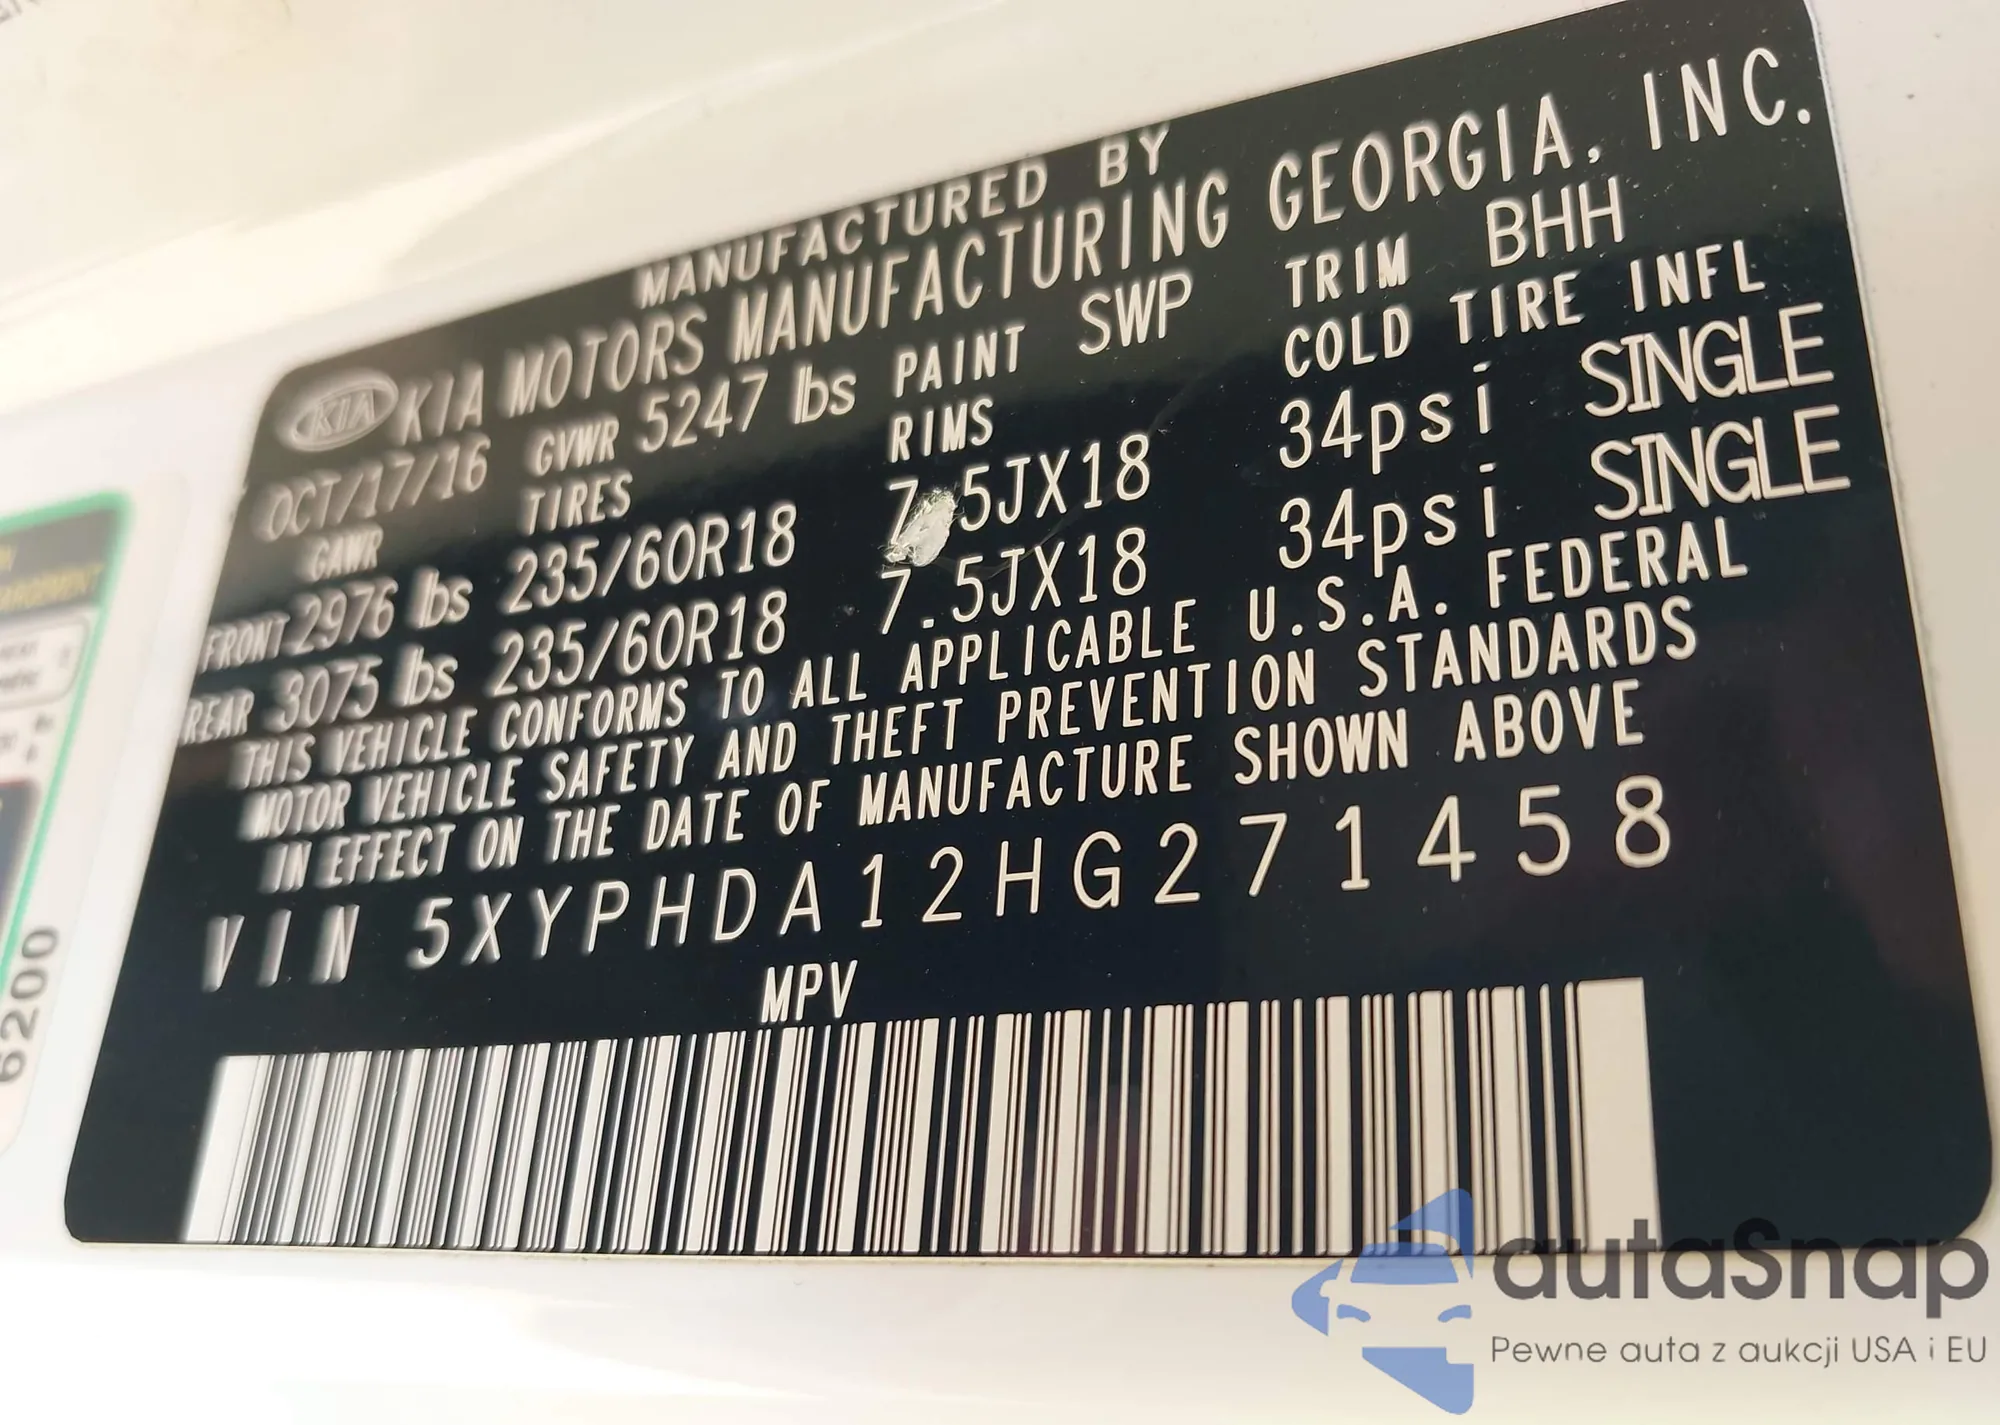 MANUFACTURED BY
KIA KIA MOTORS MANUFACTURING GEORGIA, INC.
OCT/17/16 GVWR 5247 lbs PAINT SWP TRIM BHH
GAWR TIRES RIMS COLD TIRE INFL
FRONT 2976 lbs 235/60R18 7.5JX18 34psi SINGLE
REAR 3075 lbs 235/60R18 7.5JX18 34psi SINGLE
THIS VEHICLE CONFORMS TO ALL APPLICABLE U.S.A. FEDERAL
MOTOR VEHICLE SAFETY AND THEFT PREVENTION STANDARDS
IN EFFECT ON THE DATE OF MANUFACTURE SHOWN ABOVE
VIN 5XYPHDA12HG271458
MPV
6200
autaSnap
Pewne auta z aukcji USA i EU